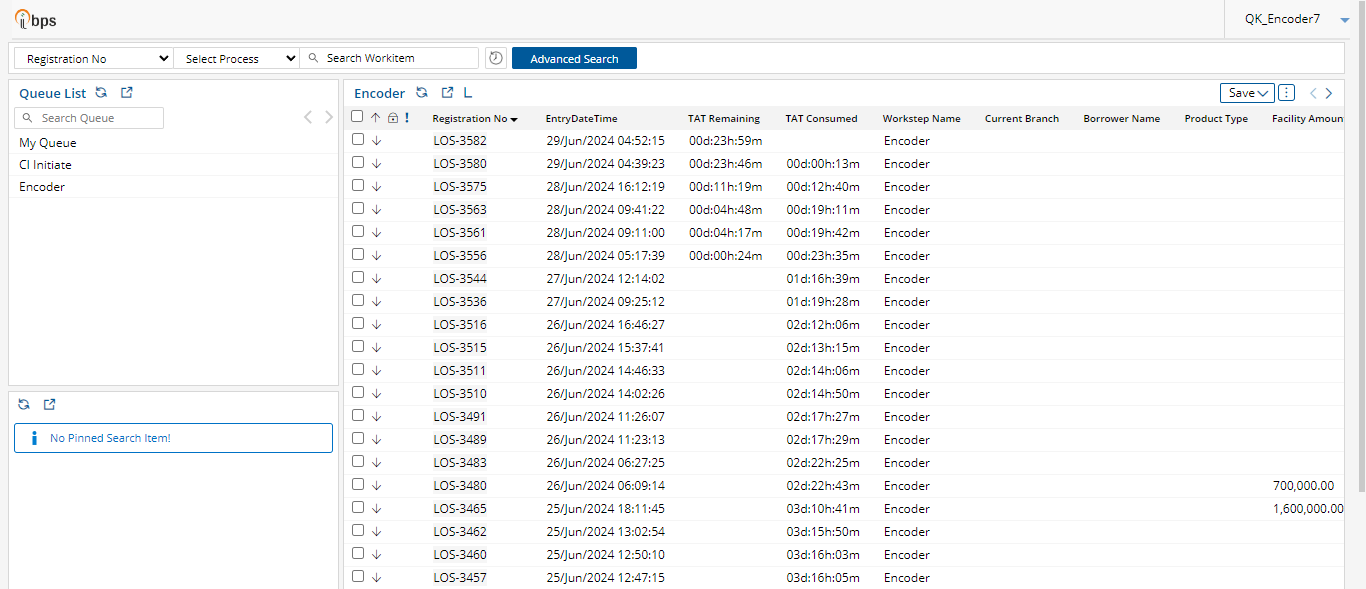 ibps
QK_Encoder7
Registration No Select Process Search Workitem Advanced Search
Queue List
Search Queue
My Queue
CI Initiate
Encoder
No Pinned Search Item!
Encoder L Save
Registration No EntryDateTime TAT Remaining TAT Consumed Workstep Name Current Branch Borrower Name Product Type Facility Amoun
LOS-3582 29/Jun/2024 04:52:15 00d:23h:59m Encoder
LOS-3580 29/Jun/2024 04:39:23 00d:23h:46m 00d:00h:13m Encoder
LOS-3575 28/Jun/2024 16:12:19 00d:11h:19m 00d:12h:40m Encoder
LOS-3563 28/Jun/2024 09:41:22 00d:04h:48m 00d:19h:11m Encoder
LOS-3561 28/Jun/2024 09:11:00 00d:04h:17m 00d:19h:42m Encoder
LOS-3556 28/Jun/2024 05:17:39 00d:00h:24m 00d:23h:35m Encoder
LOS-3544 27/Jun/2024 12:14:02 01d:16h:39m Encoder
LOS-3536 27/Jun/2024 09:25:12 01d:19h:28m Encoder
LOS-3516 26/Jun/2024 16:46:27 02d:12h:06m Encoder
LOS-3515 26/Jun/2024 15:37:41 02d:13h:15m Encoder
LOS-3511 26/Jun/2024 14:46:33 02d:14h:06m Encoder
LOS-3510 26/Jun/2024 14:02:26 02d:14h:50m Encoder
LOS-3491 26/Jun/2024 11:26:07 02d:17h:27m Encoder
LOS-3489 26/Jun/2024 11:23:13 02d:17h:29m Encoder
LOS-3483 26/Jun/2024 06:27:25 02d:22h:25m Encoder
LOS-3480 26/Jun/2024 06:09:14 02d:22h:43m Encoder 700,000.00
LOS-3465 25/Jun/2024 18:11:45 03d:10h:41m Encoder 1,600,000.00
LOS-3462 25/Jun/2024 13:02:54 03d:15h:50m Encoder
LOS-3460 25/Jun/2024 12:50:10 03d:16h:03m Encoder
LOS-3457 25/Jun/2024 12:47:15 03d:16h:05m Encoder